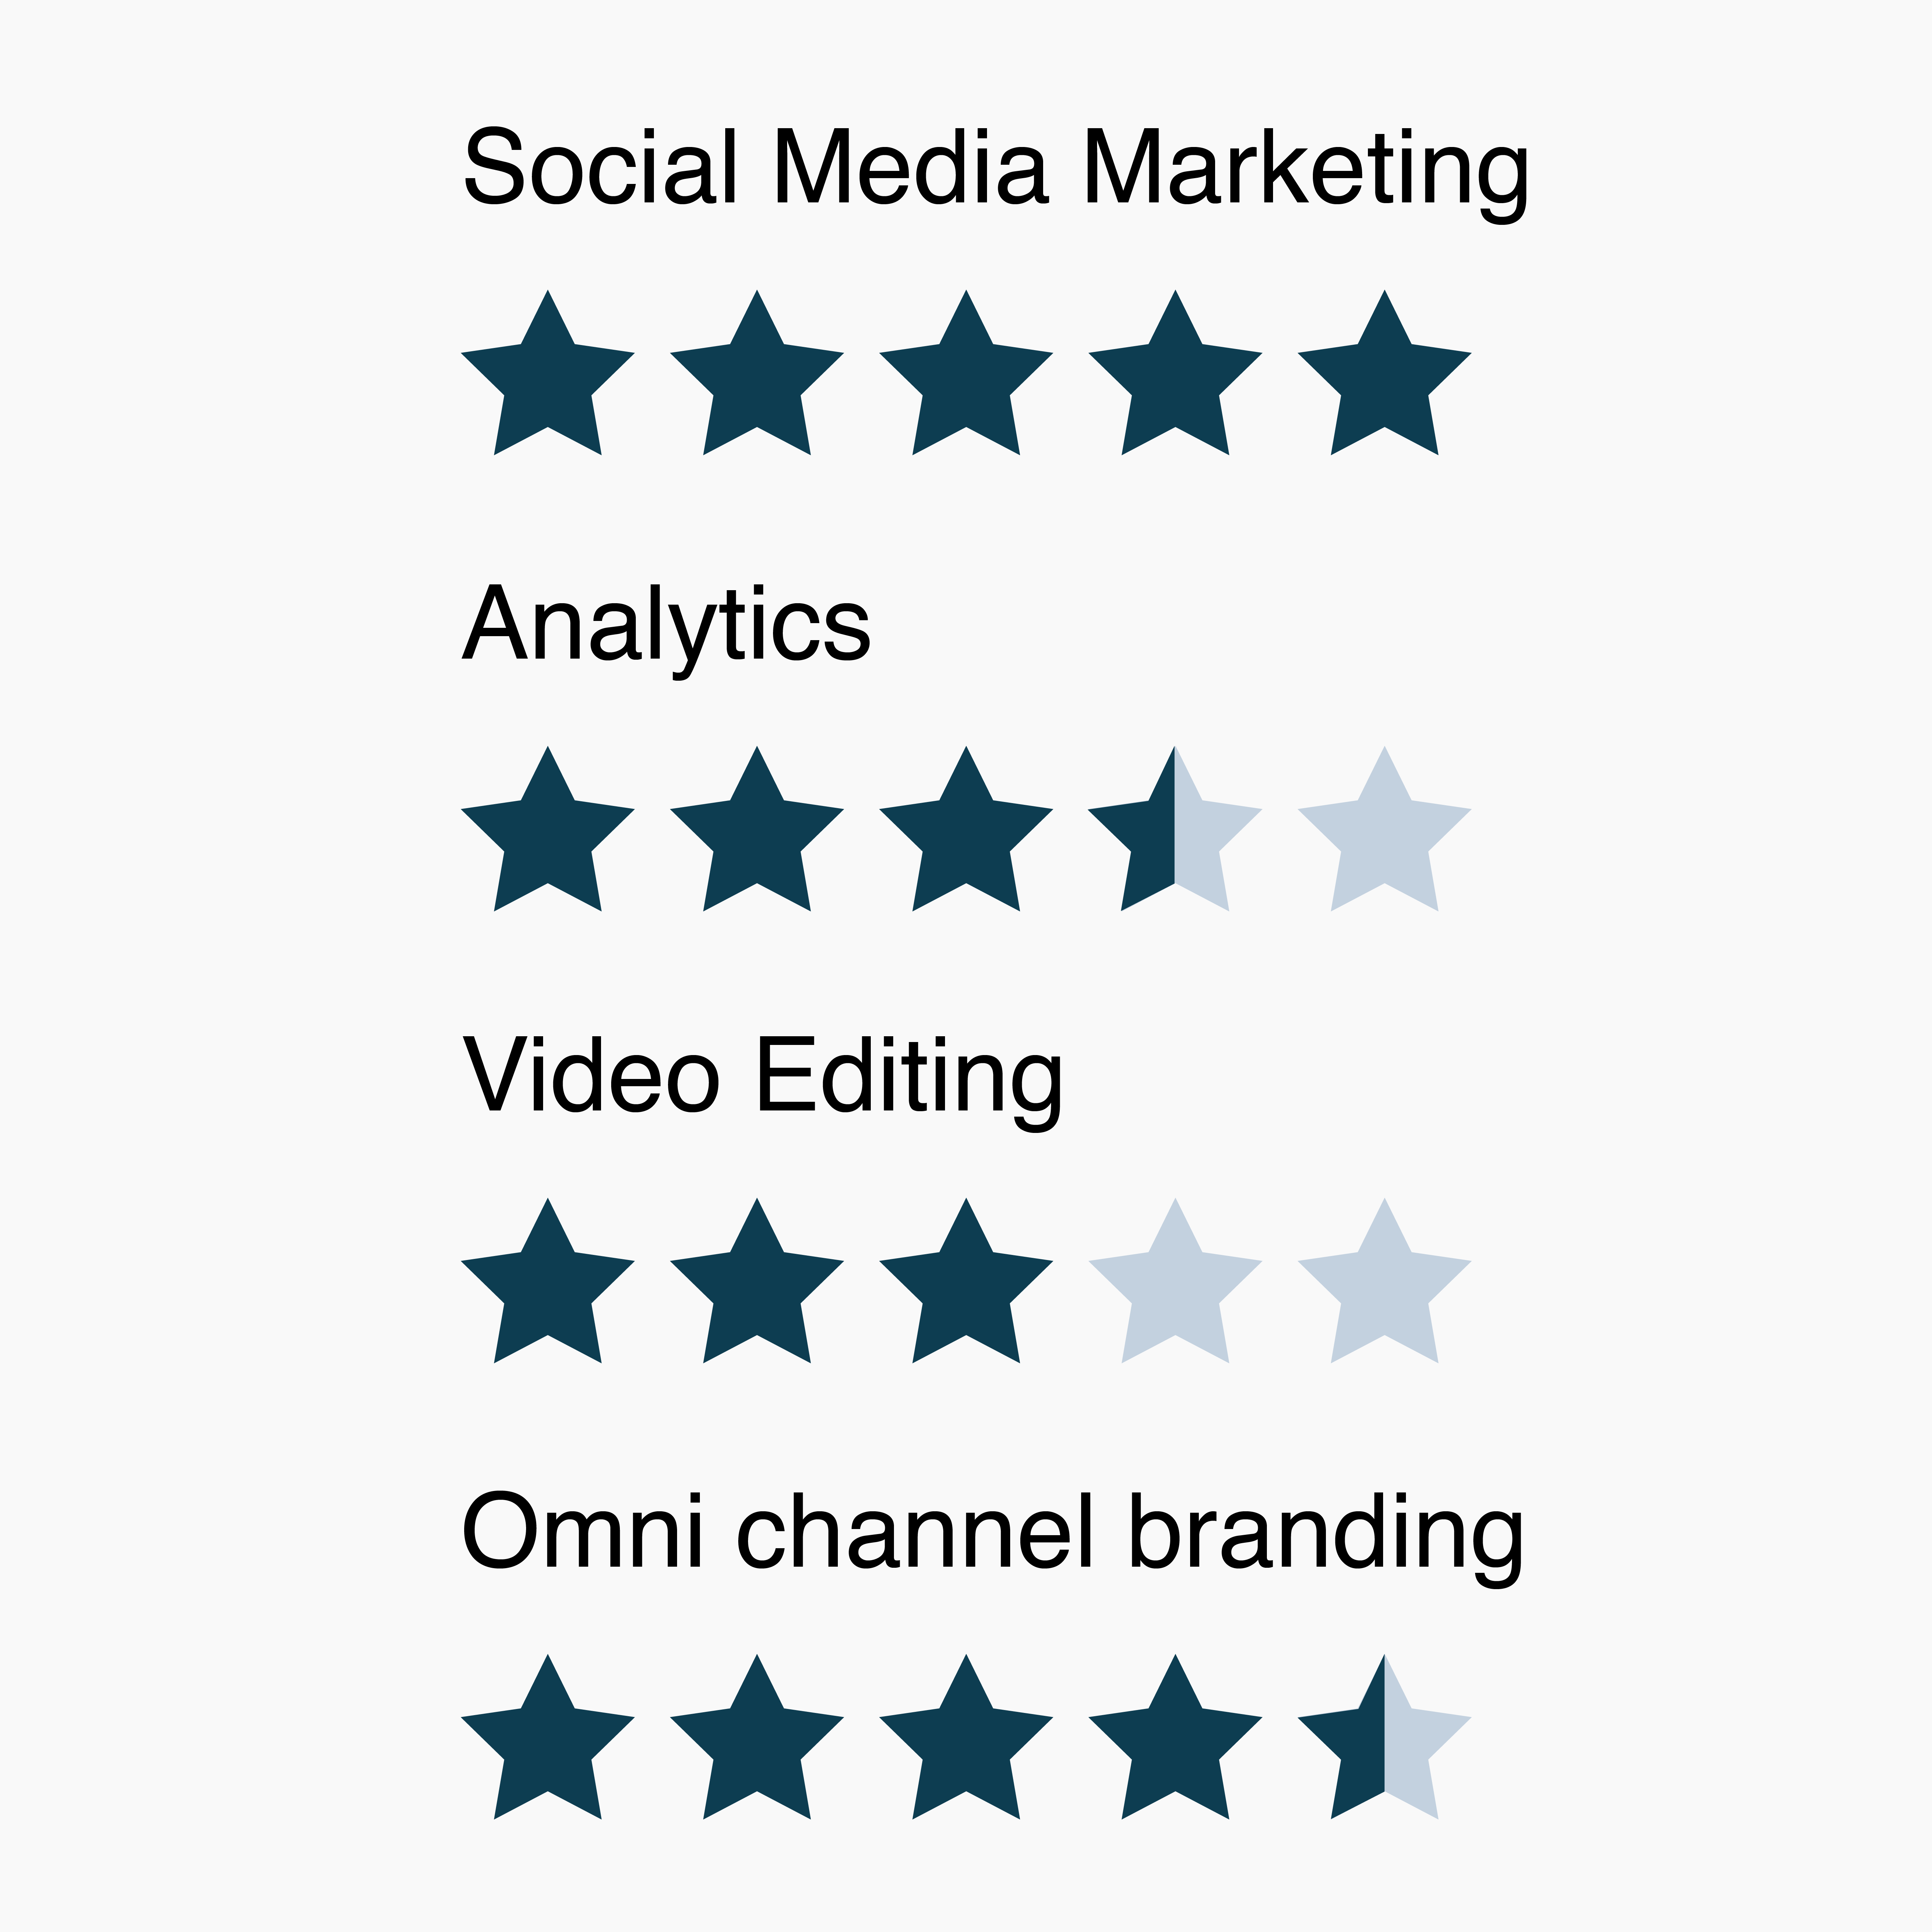 Social Media Marketing
Analytics
Video Editing
Omni channel branding